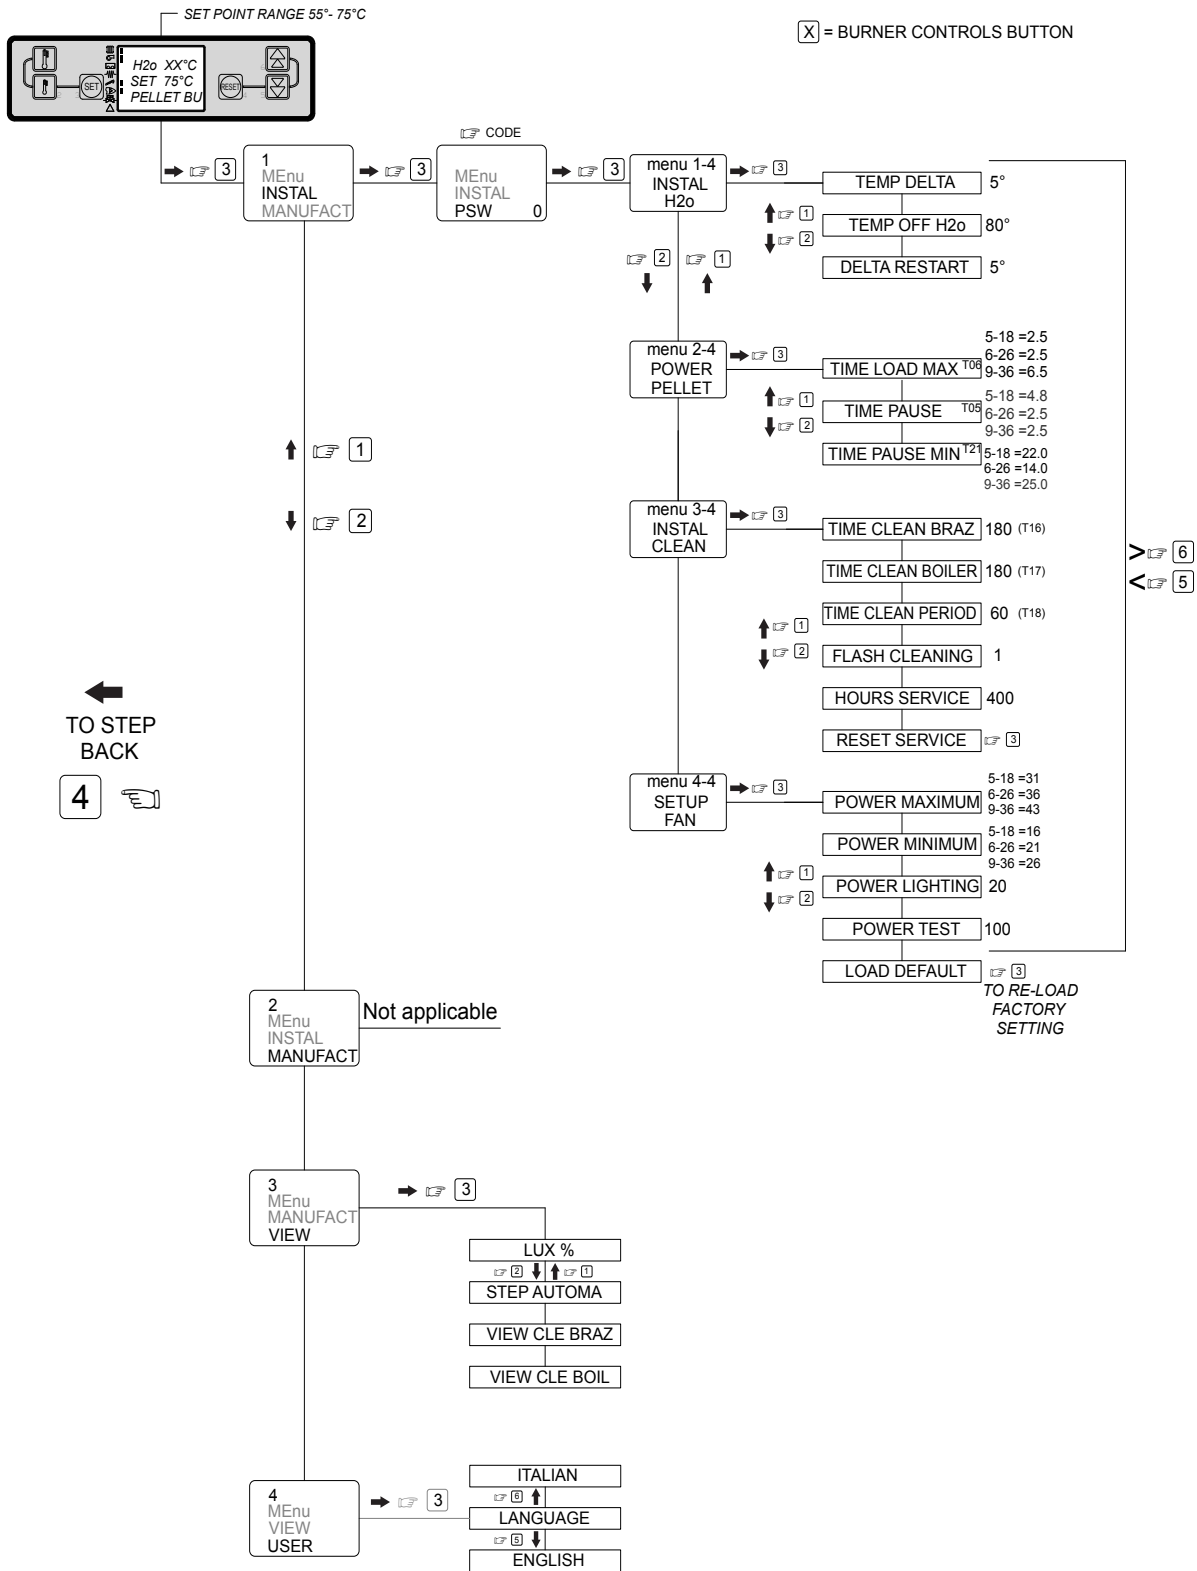 SET POINT RANGE 55°- 75°C
X = BURNER CONTROLS BUTTON
H2o XX°C
SET 75°C
PELLET BU
SET
RESET
CODE
3
1
MEnu
INSTAL
MANUFACT
3
MEnu
INSTAL
PSW 0
3
menu 1-4
INSTAL
H2o
3
TEMP DELTA 5°
1
2
TEMP OFF H2o 80°
DELTA RESTART 5°
2 1
menu 2-4
POWER
PELLET
3
TIME LOAD MAX T06
5-18 =2.5
6-26 =2.5
9-36 =6.5
1
2
TIME PAUSE T05
5-18 =4.8
6-26 =2.5
9-36 =2.5
TIME PAUSE MIN T21
5-18 =22.0
6-26 =14.0
9-36 =25.0
1
2
menu 3-4
INSTAL
CLEAN
3
TIME CLEAN BRAZ 180 (T16)
TIME CLEAN BOILER 180 (T17)
TIME CLEAN PERIOD 60 (T18)
1
2
FLASH CLEANING 1
HOURS SERVICE 400
RESET SERVICE 3
> 6
< 5
TO STEP
BACK
4
menu 4-4
SETUP
FAN
3
POWER MAXIMUM
5-18 =31
6-26 =36
9-36 =43
POWER MINIMUM
5-18 =16
6-26 =21
9-36 =26
1
2
POWER LIGHTING 20
POWER TEST 100
LOAD DEFAULT 3
TO RE-LOAD
FACTORY
SETTING
2
MEnu
INSTAL
MANUFACT
Not applicable
3
MEnu
MANUFACT
VIEW
3
LUX %
2 1
STEP AUTOMA
VIEW CLE BRAZ
VIEW CLE BOIL
4
MEnu
VIEW
USER
3
ITALIAN
6
LANGUAGE
5
ENGLISH